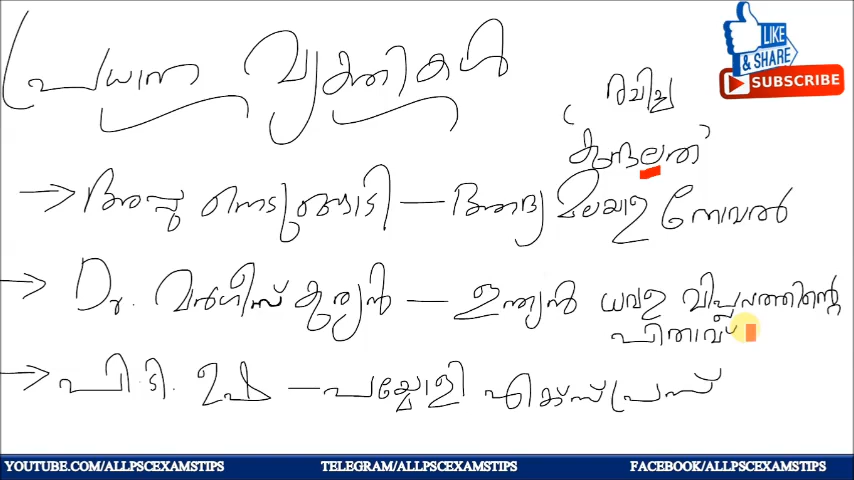 പ്രധാന വ്യക്തികൾ
LIKE
& SHARE
SUBSCRIBE
(രചിച്ച
കുന്ദലത)
→ അപ്പു നെടുങ്ങാടി — ആദ്യ മലയാള നോവൽ
→ Dr. വർഗീസ് കുര്യൻ — ഇന്ത്യൻ ധവള വിപ്ലവത്തിന്റെ
പിതാവ്
→ പി.ടി. ഉഷ — പയ്യോളി എക്സ്പ്രസ്
YOUTUBE.COM/ALLPSCEXAMSTIPS TELEGRAM/ALLPSCEXAMSTIPS FACEBOOK/ALLPSCEXAMSTIPS